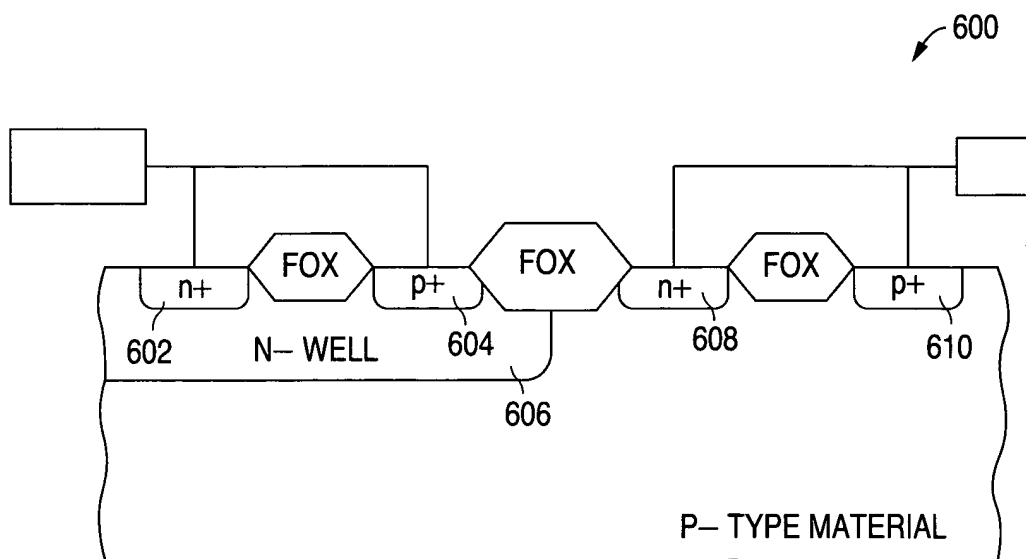 600
FOX
FOX
FOX
n+
p+
n+
p+
602
N– WELL
604
608
610
606
P– TYPE MATERIAL